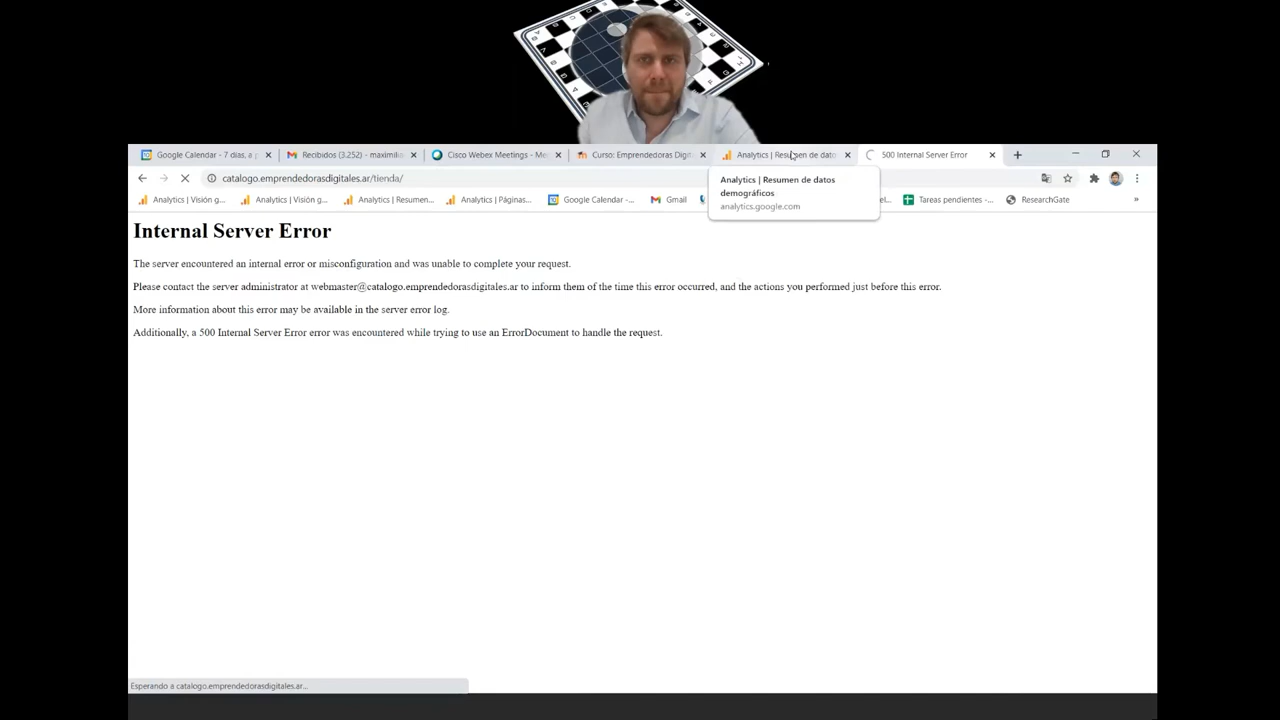 Google Calendar - 7 días, a p
Recibidos (3.252) - maximilio
Cisco Webex Meetings - Me
Curso: Emprendedoras Digit
Analytics | Resumen de dato
500 Internal Server Error
catalogo.emprendedorasdigitales.ar/tienda/
Analytics | Visión g...
Analytics | Visión g...
Analytics | Resumen...
Analytics | Páginas...
Google Calendar -...
Gmail
Tareas pendientes -...
ResearchGate
»
Analytics | Resumen de datos
demográficos
analytics.google.com
Internal Server Error
The server encountered an internal error or misconfiguration and was unable to complete your request.
Please contact the server administrator at webmaster@catalogo.emprendedorasdigitales.ar to inform them of the time this error occurred, and the actions you performed just before this error.
More information about this error may be available in the server error log.
Additionally, a 500 Internal Server Error error was encountered while trying to use an ErrorDocument to handle the request.
Esperando a catalogo.emprendedorasdigitales.ar...